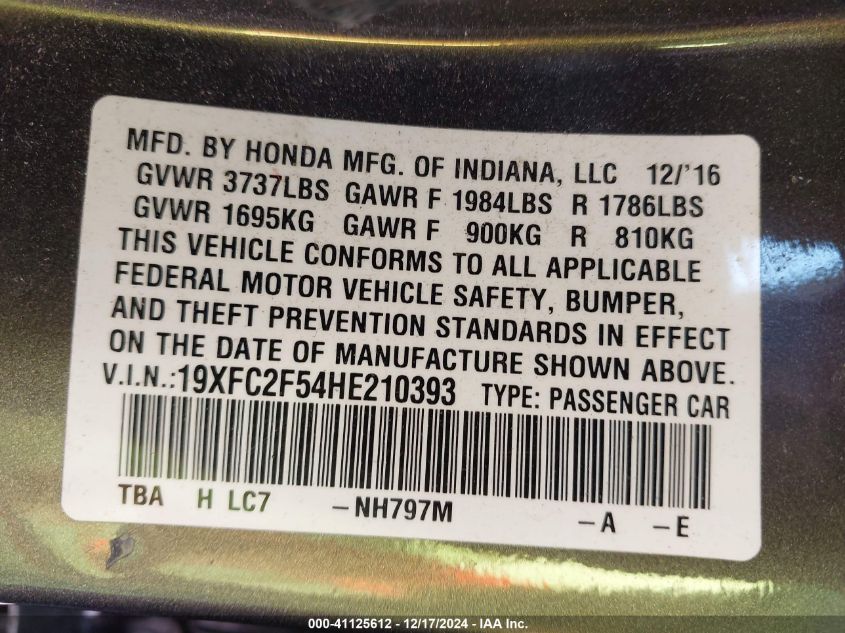 MFD. BY HONDA MFG. OF INDIANA, LLC 12/'16
GVWR 3737LBS GAWR F 1984LBS R 1786LBS
GVWR 1695KG GAWR F 900KG R 810KG
THIS VEHICLE CONFORMS TO ALL APPLICABLE
FEDERAL MOTOR VEHICLE SAFETY, BUMPER,
AND THEFT PREVENTION STANDARDS IN EFFECT
ON THE DATE OF MANUFACTURE SHOWN ABOVE.
V.I.N.:19XFC2F54HE210393 TYPE: PASSENGER CAR
TBA H LC7 -NH797M -A -E
000-41125612 - 12/17/2024 - IAA Inc.